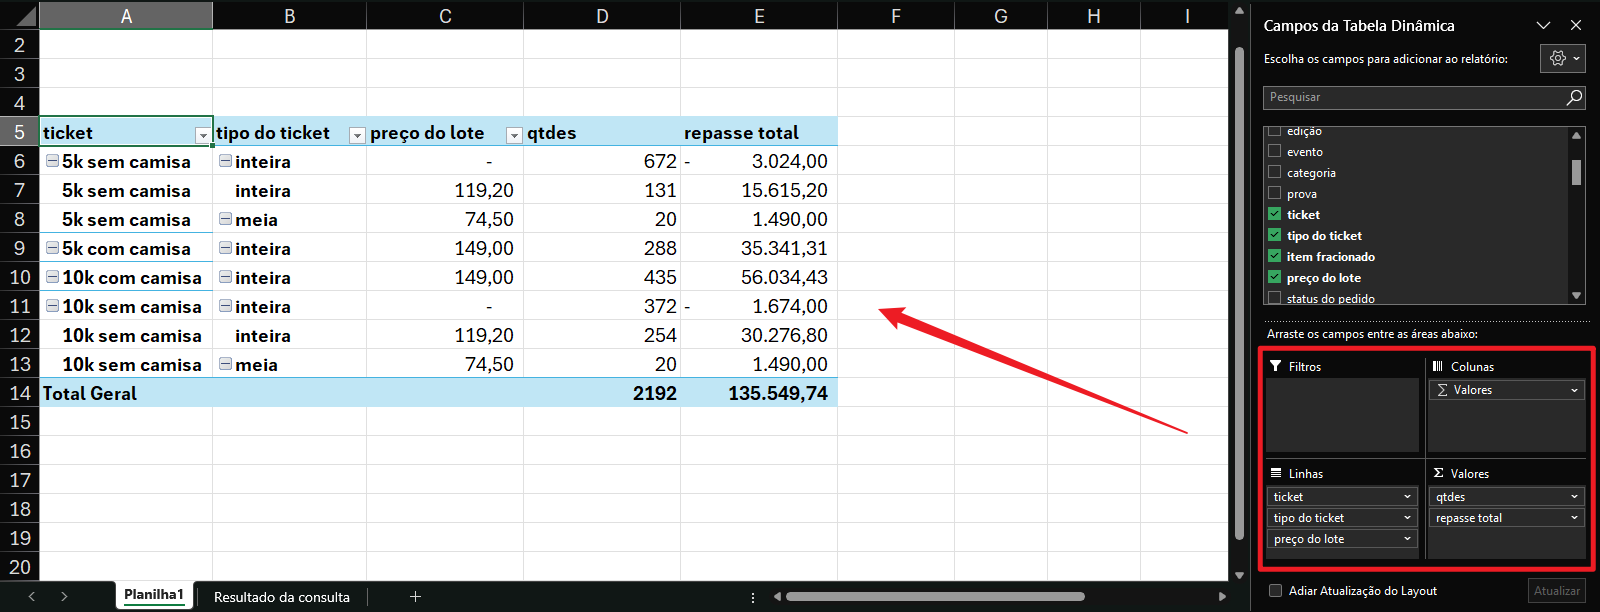 A B C D E F G H I
2
3
4
5 ticket tipo do ticket preço do lote qtdes repasse total
6 5k sem camisa inteira - 672 - 3.024,00
7 5k sem camisa inteira 119,20 131 15.615,20
8 5k sem camisa meia 74,50 20 1.490,00
9 5k com camisa inteira 149,00 288 35.341,31
10 10k com camisa inteira 149,00 435 56.034,43
11 10k sem camisa inteira - 372 - 1.674,00
12 10k sem camisa inteira 119,20 254 30.276,80
13 10k sem camisa meia 74,50 20 1.490,00
14 Total Geral 2192 135.549,74
15
16
17
18
19
20
Planilha1 Resultado da consulta
Campos da Tabela Dinâmica
Escolha os campos para adicionar ao relatório:
Pesquisar
edição
evento
categoria
prova
ticket
tipo do ticket
item fracionado
preço do lote
status do pedido
Arraste os campos entre as áreas abaixo:
Filtros
Colunas
Σ Valores
Linhas
ticket
tipo do ticket
preço do lote
Σ Valores
qtdes
repasse total
Adiar Atualização do Layout
Atualizar